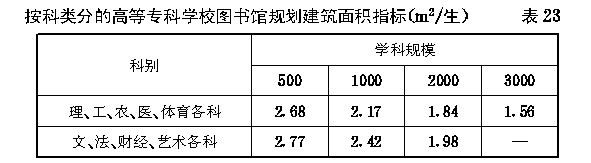 按科类分的高等专科学校图书馆规划建筑面积指标(m²/生) 表 23
科别 学科规模
500 1000 2000 3000
理、工、农、医、体育各科 2.68 2.17 1.84 1.56
文、法、财经、艺术各科 2.77 2.42 1.98 —